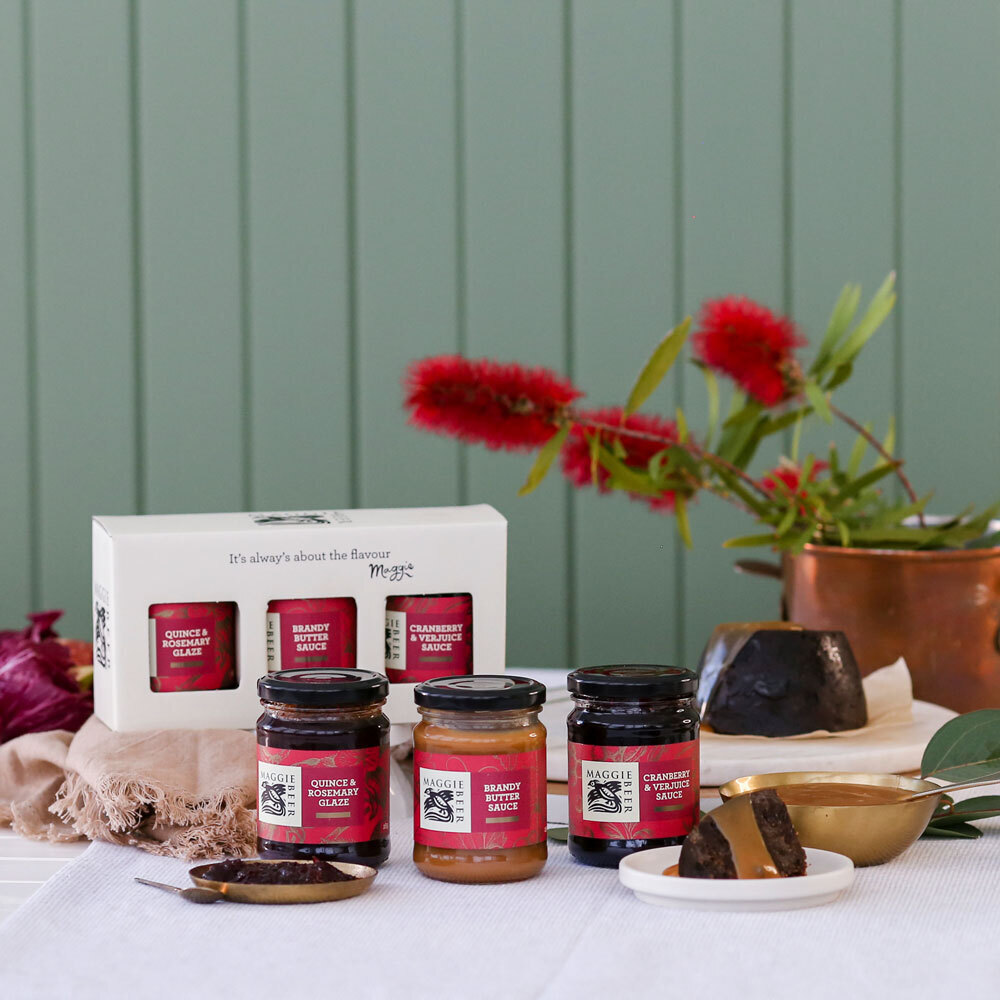 It's alway's about the flavour
Maggie
MAGGIE
QUINCE &
ROSEMARY
GLAZE
BRANDY
BUTTER
SAUCE
CRANBERRY
& VERJUICE
SAUCE
MAGGIE
BEER
QUINCE &
ROSEMARY
GLAZE
MAGGIE
BEER
BRANDY
BUTTER
SAUCE
MAGGIE
BEER
CRANBERRY
& VERJUICE
SAUCE